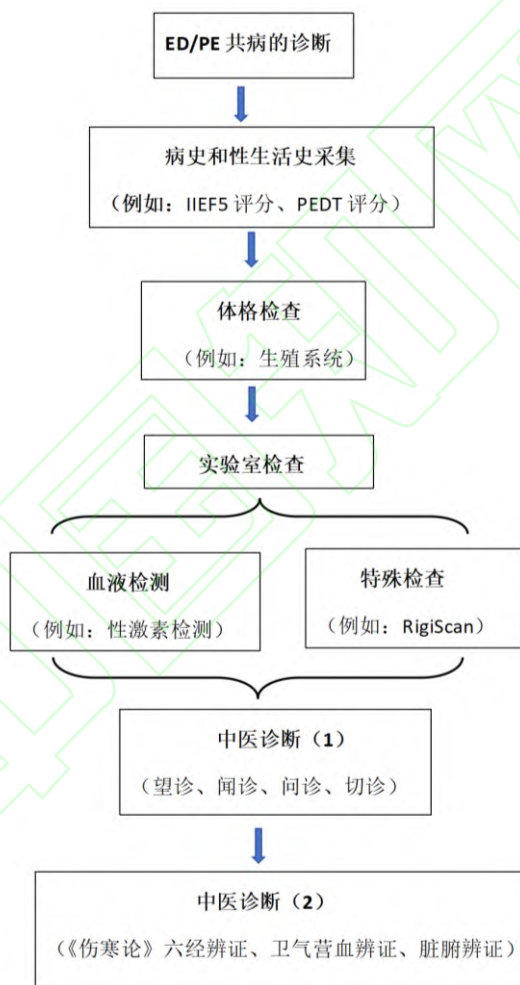 ED/PE 共病的诊断
病史和性生活史采集
（例如：IIEF5 评分、PEDT 评分）
体格检查
（例如：生殖系统）
实验室检查
血液检测
（例如：性激素检测）
特殊检查
（例如：RigiScan）
中医诊断（1）
（望诊、闻诊、问诊、切诊）
中医诊断（2）
（《伤寒论》六经辨证、卫气营血辨证、脏腑辨证）